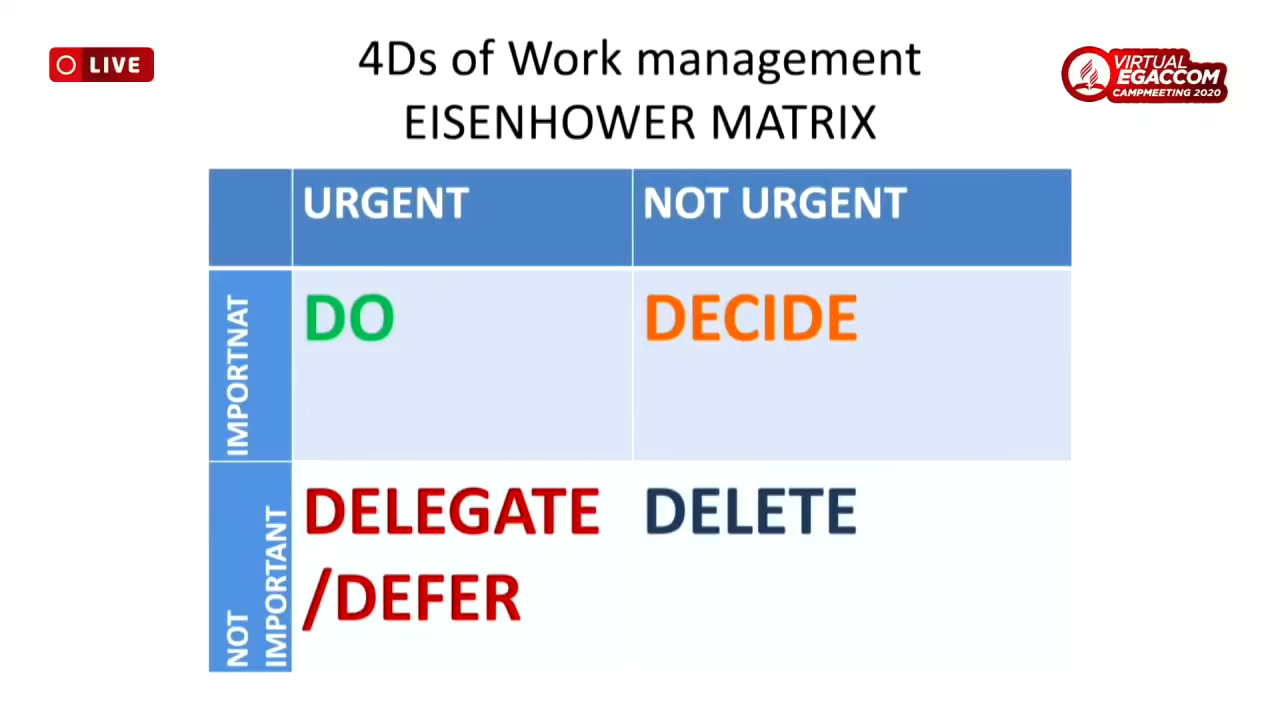 LIVE
4Ds of Work management
EISENHOWER MATRIX
VIRTUAL
EGACCOM
CAMPMEETING 2020
URGENT
NOT URGENT
IMPORTNAT
DO
DECIDE
NOT
IMPORTANT
DELEGATE
/DEFER
DELETE